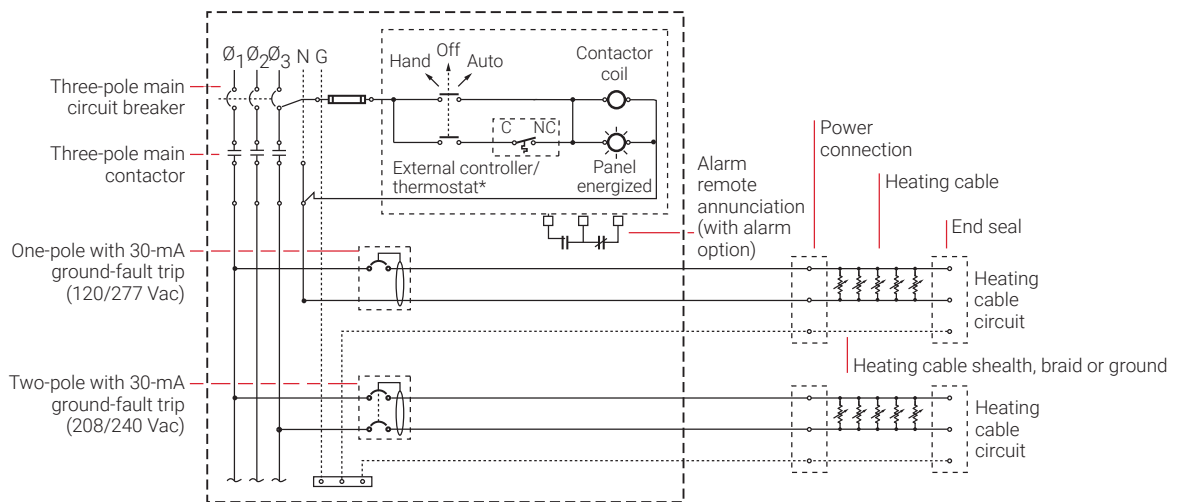 Ø1 Ø2 Ø3 N G
Hand
Off
Auto
Contactor
coil
Three-pole main
circuit breaker
C NC
Three-pole main
contactor
External controller/
thermostat*
Panel
energized
Alarm
remote
annunciation
(with alarm
option)
Power
connection
Heating cable
End seal
One-pole with 30-mA
ground-fault trip
(120/277 Vac)
Heating
cable
circuit
Heating cable shealth, braid or ground
Two-pole with 30-mA
ground-fault trip
(208/240 Vac)
Heating
cable
circuit